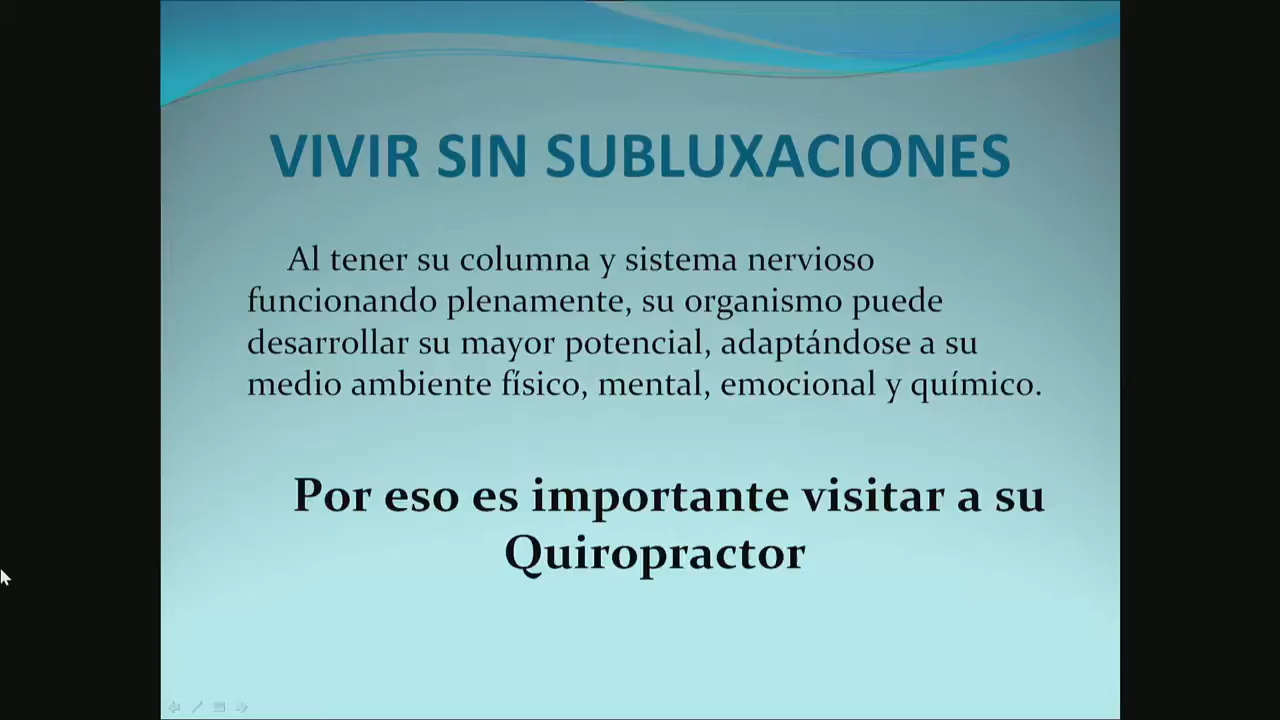 VIVIR SIN SUBLUXACIONES
Al tener su columna y sistema nervioso
funcionando plenamente, su organismo puede
desarrollar su mayor potencial, adaptándose a su
medio ambiente físico, mental, emocional y químico.
Por eso es importante visitar a su
Quiropractor